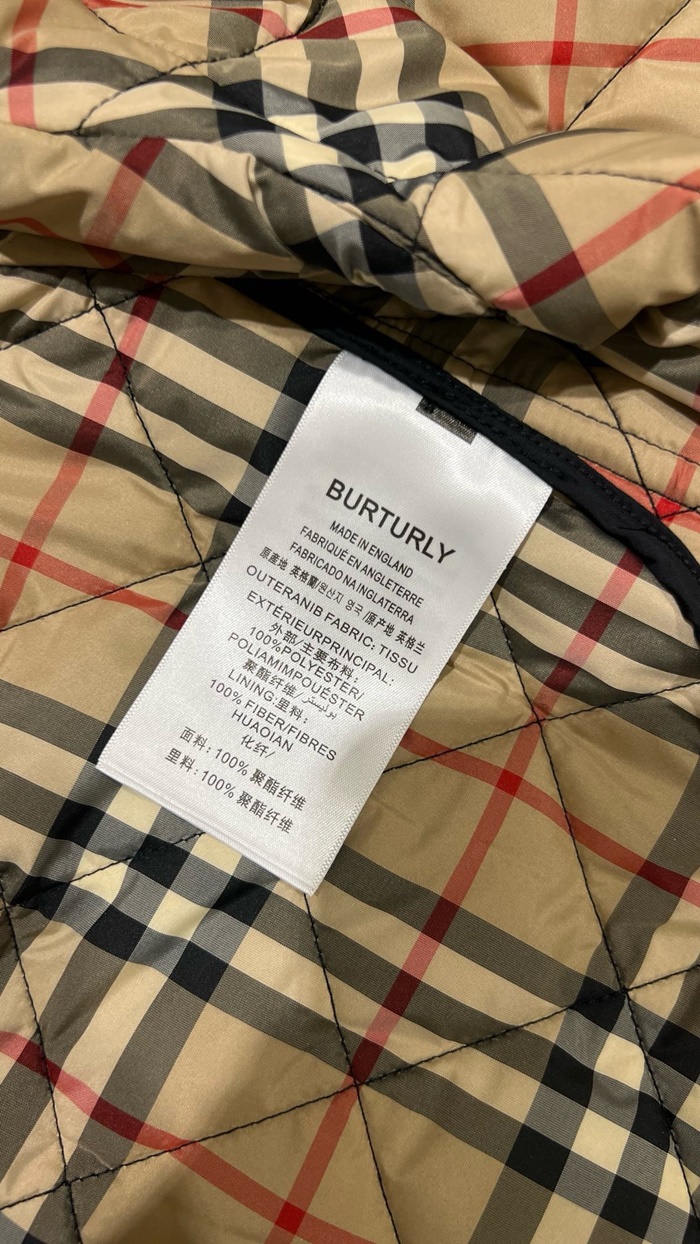 BURTURLY
MADE IN ENGLAND
FABRIQUÉ EN ANGLETERRE
FABRICADO NA INGLATERRA
原産地 英格蘭/원산지 영국 /原产地 英格兰
OUTERANIB FABRIC: TISSU
EXTÉRIEURPRINCIPAL:
外部/主要布料:
100%POLYESTER/
POLIAMIMPOUÉSTER
聚酯纤维/بوليستر/
LINING:里料:
100% FIBER/FIBRES
HUAOIAN
化纤/
面料: 100% 聚酯纤维
里料: 100% 聚酯纤维